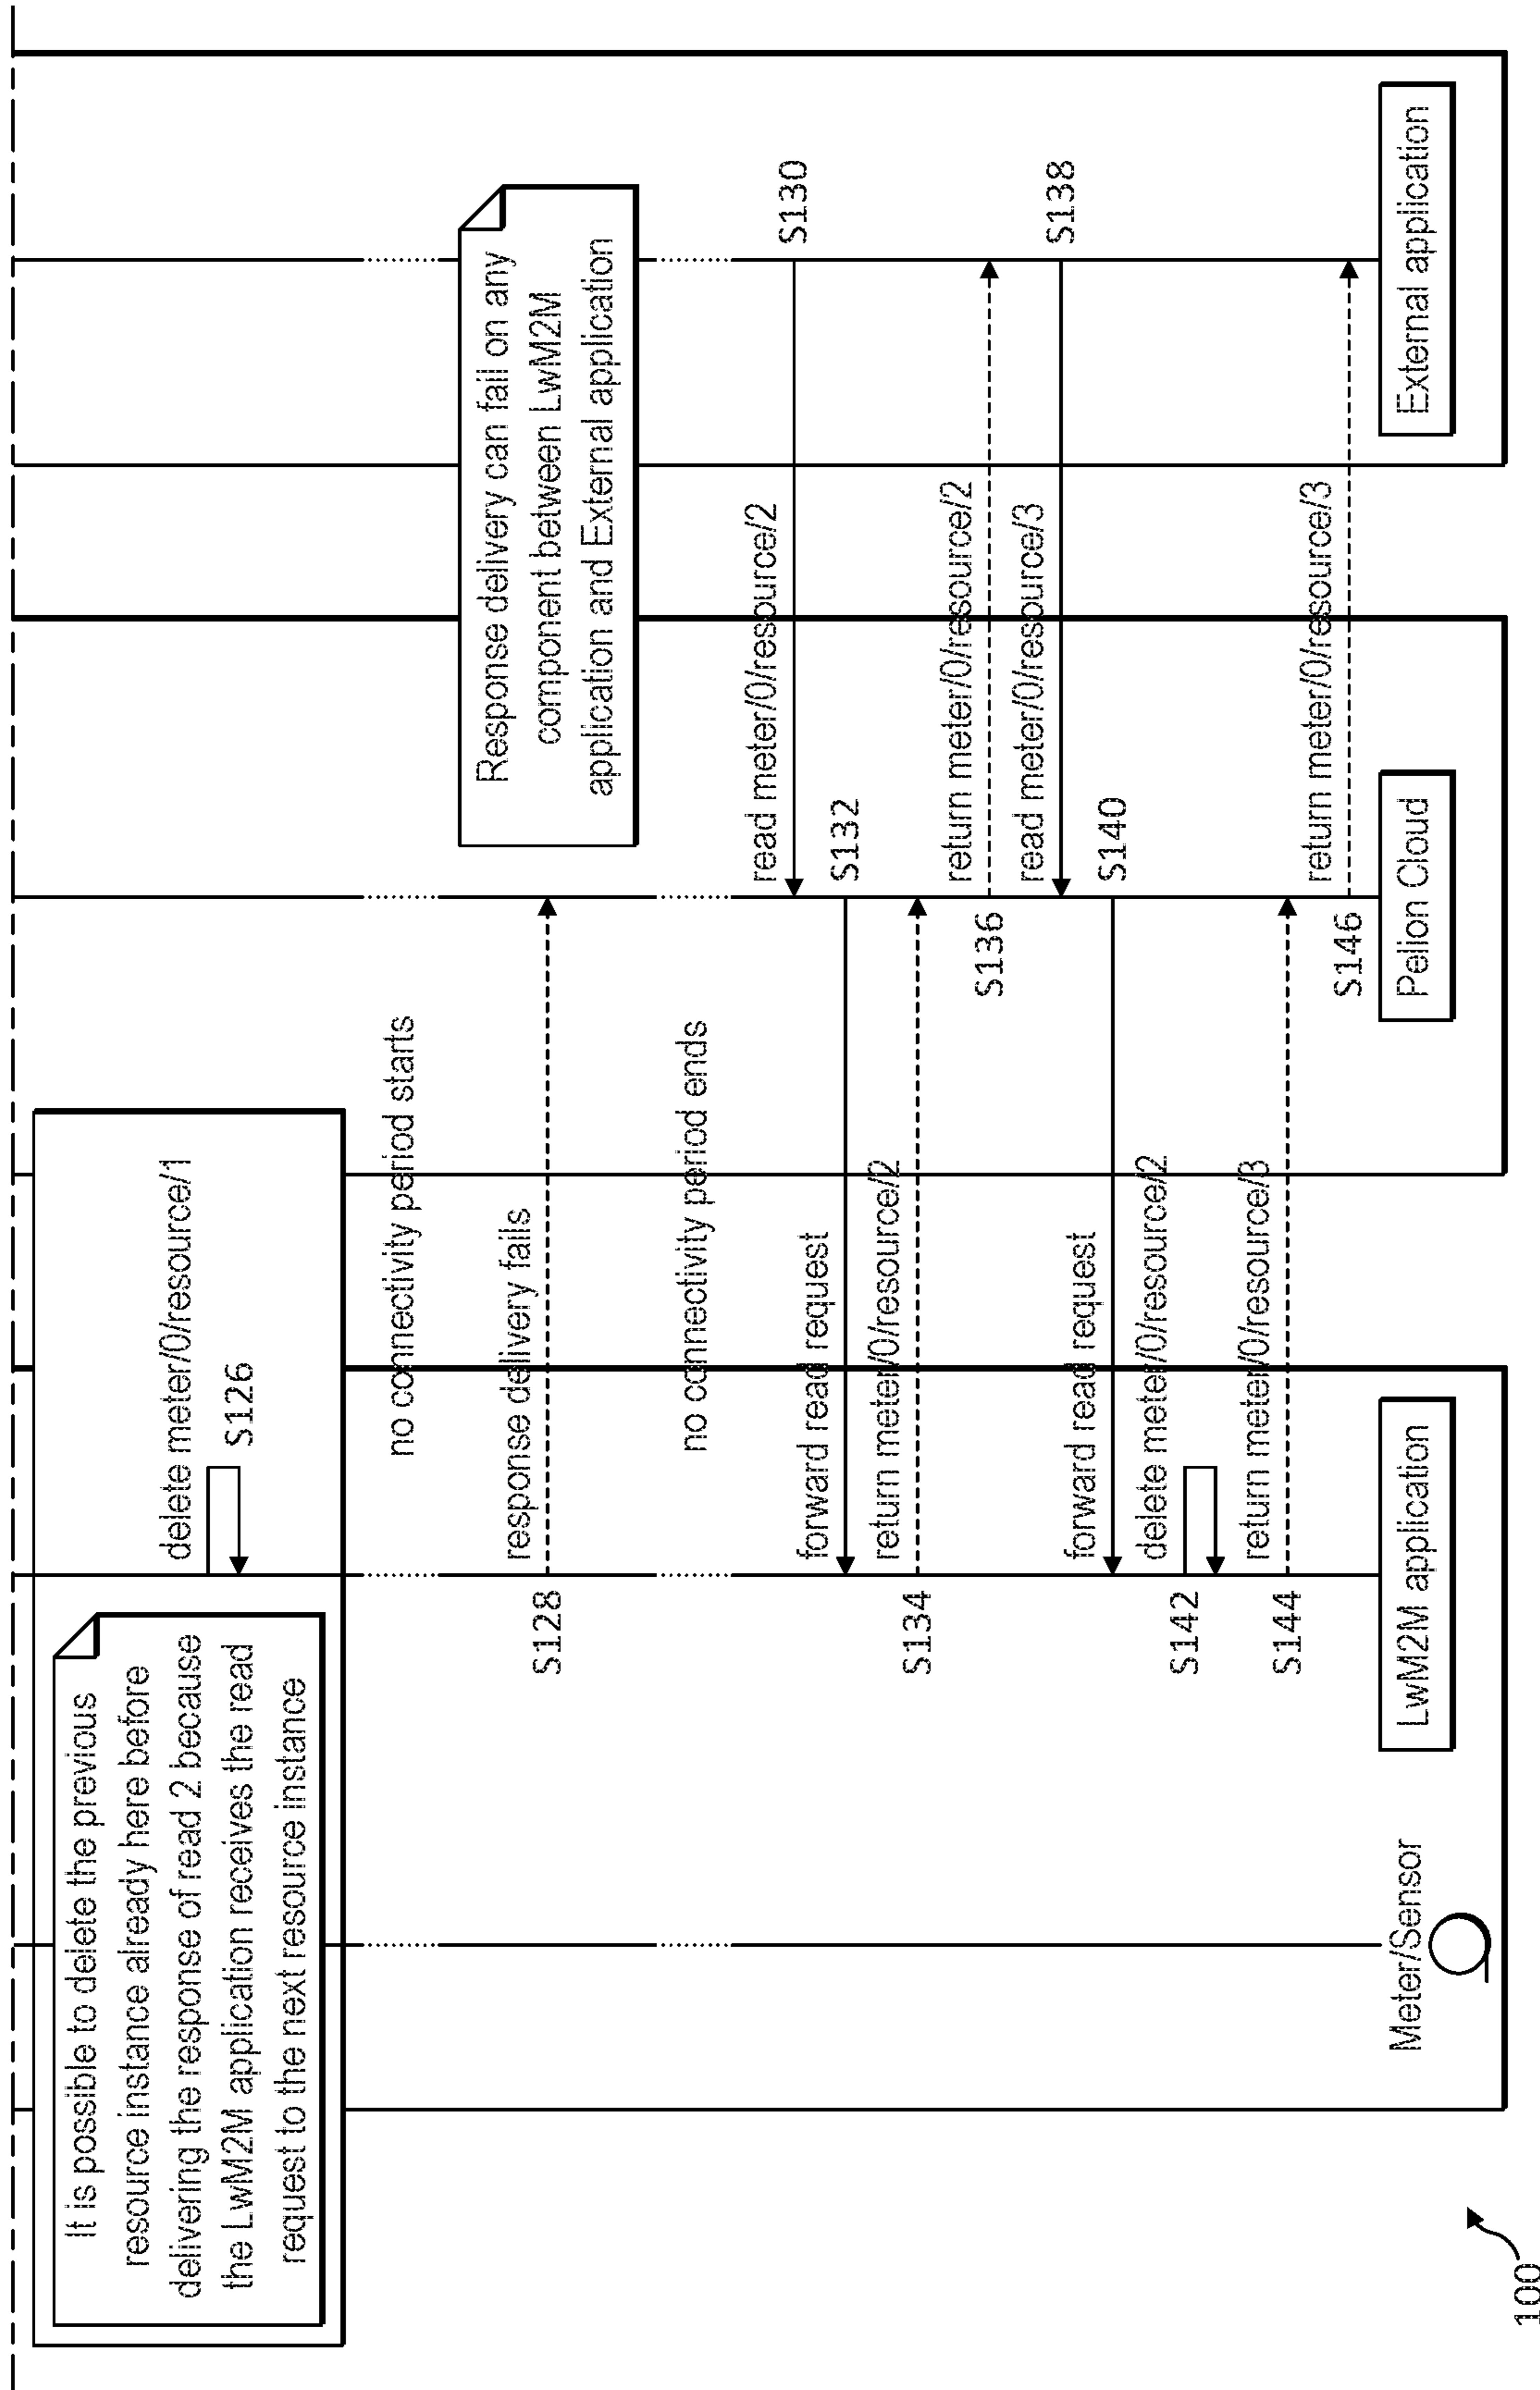 It is possible to delete the previous
resource instance already here before
delivering the response of read 2 because
the LwM2M application receives the read
request to the next resource instance
delete meter/0/resource/1
S126
no connectivity period starts
Response delivery can fail on any
component between LwM2M
application and External application
response delivery fails
S128
no connectivity period ends
read meter/0/resource/2
S130
forward read request
S132
return meter/0/resource/2
S134
return meter/0/resource/2
S136
read meter/0/resource/3
S138
forward read request
S140
delete meter/0/resource/2
S142
return meter/0/resource/3
S144
return meter/0/resource/3
S146
Meter/Sensor
LwM2M application
Pelion Cloud
External application
100